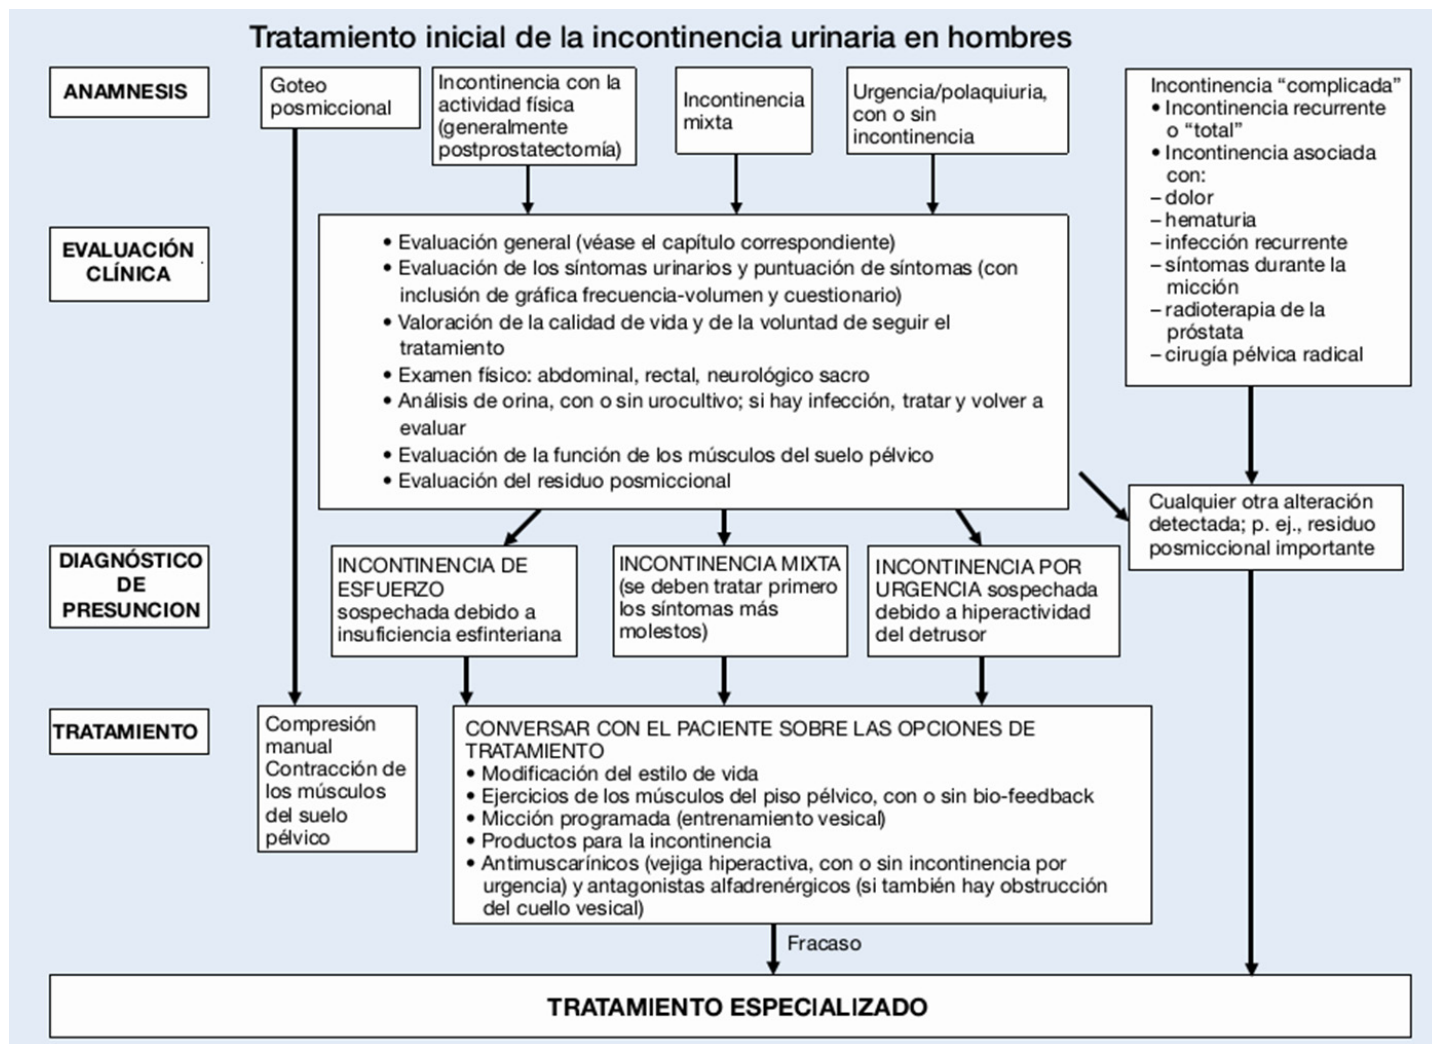 Tratamiento inicial de la incontinencia urinaria en hombres
ANAMNESIS
Goteo
posmiccional
Incontinencia con la
actividad física
(generalmente
postprostatectomía)
Incontinencia
mixta
Urgencia/polaquiuria,
con o sin
incontinencia
Incontinencia “complicada”
• Incontinencia recurrente
o “total”
• Incontinencia asociada
con:
– dolor
– hematuria
– infección recurrente
– síntomas durante la
micción
– radioterapia de la
próstata
– cirugía pélvica radical
EVALUACIÓN
CLÍNICA
• Evaluación general (véase el capítulo correspondiente)
• Evaluación de los síntomas urinarios y puntuación de síntomas (con
inclusión de gráfica frecuencia-volumen y cuestionario)
• Valoración de la calidad de vida y de la voluntad de seguir el
tratamiento
• Examen físico: abdominal, rectal, neurológico sacro
• Análisis de orina, con o sin urocultivo; si hay infección, tratar y volver a
evaluar
• Evaluación de la función de los músculos del suelo pélvico
• Evaluación del residuo posmiccional
Cualquier otra alteración
detectada; p. ej., residuo
posmiccional importante
DIAGNÓSTICO
DE
PRESUNCION
INCONTINENCIA DE
ESFUERZO
sospechada debido a
insuficiencia esfinteriana
INCONTINENCIA MIXTA
(se deben tratar primero
los síntomas más
molestos)
INCONTINENCIA POR
URGENCIA sospechada
debido a hiperactividad
del detrusor
TRATAMIENTO
Compresión
manual
Contracción de
los músculos
del suelo
pélvico
CONVERSAR CON EL PACIENTE SOBRE LAS OPCIONES DE
TRATAMIENTO
• Modificación del estilo de vida
• Ejercicios de los músculos del piso pélvico, con o sin bio-feedback
• Micción programada (entrenamiento vesical)
• Productos para la incontinencia
• Antimuscarínicos (vejiga hiperactiva, con o sin incontinencia por
urgencia) y antagonistas alfadrenérgicos (si también hay obstrucción
del cuello vesical)
Fracaso
TRATAMIENTO ESPECIALIZADO